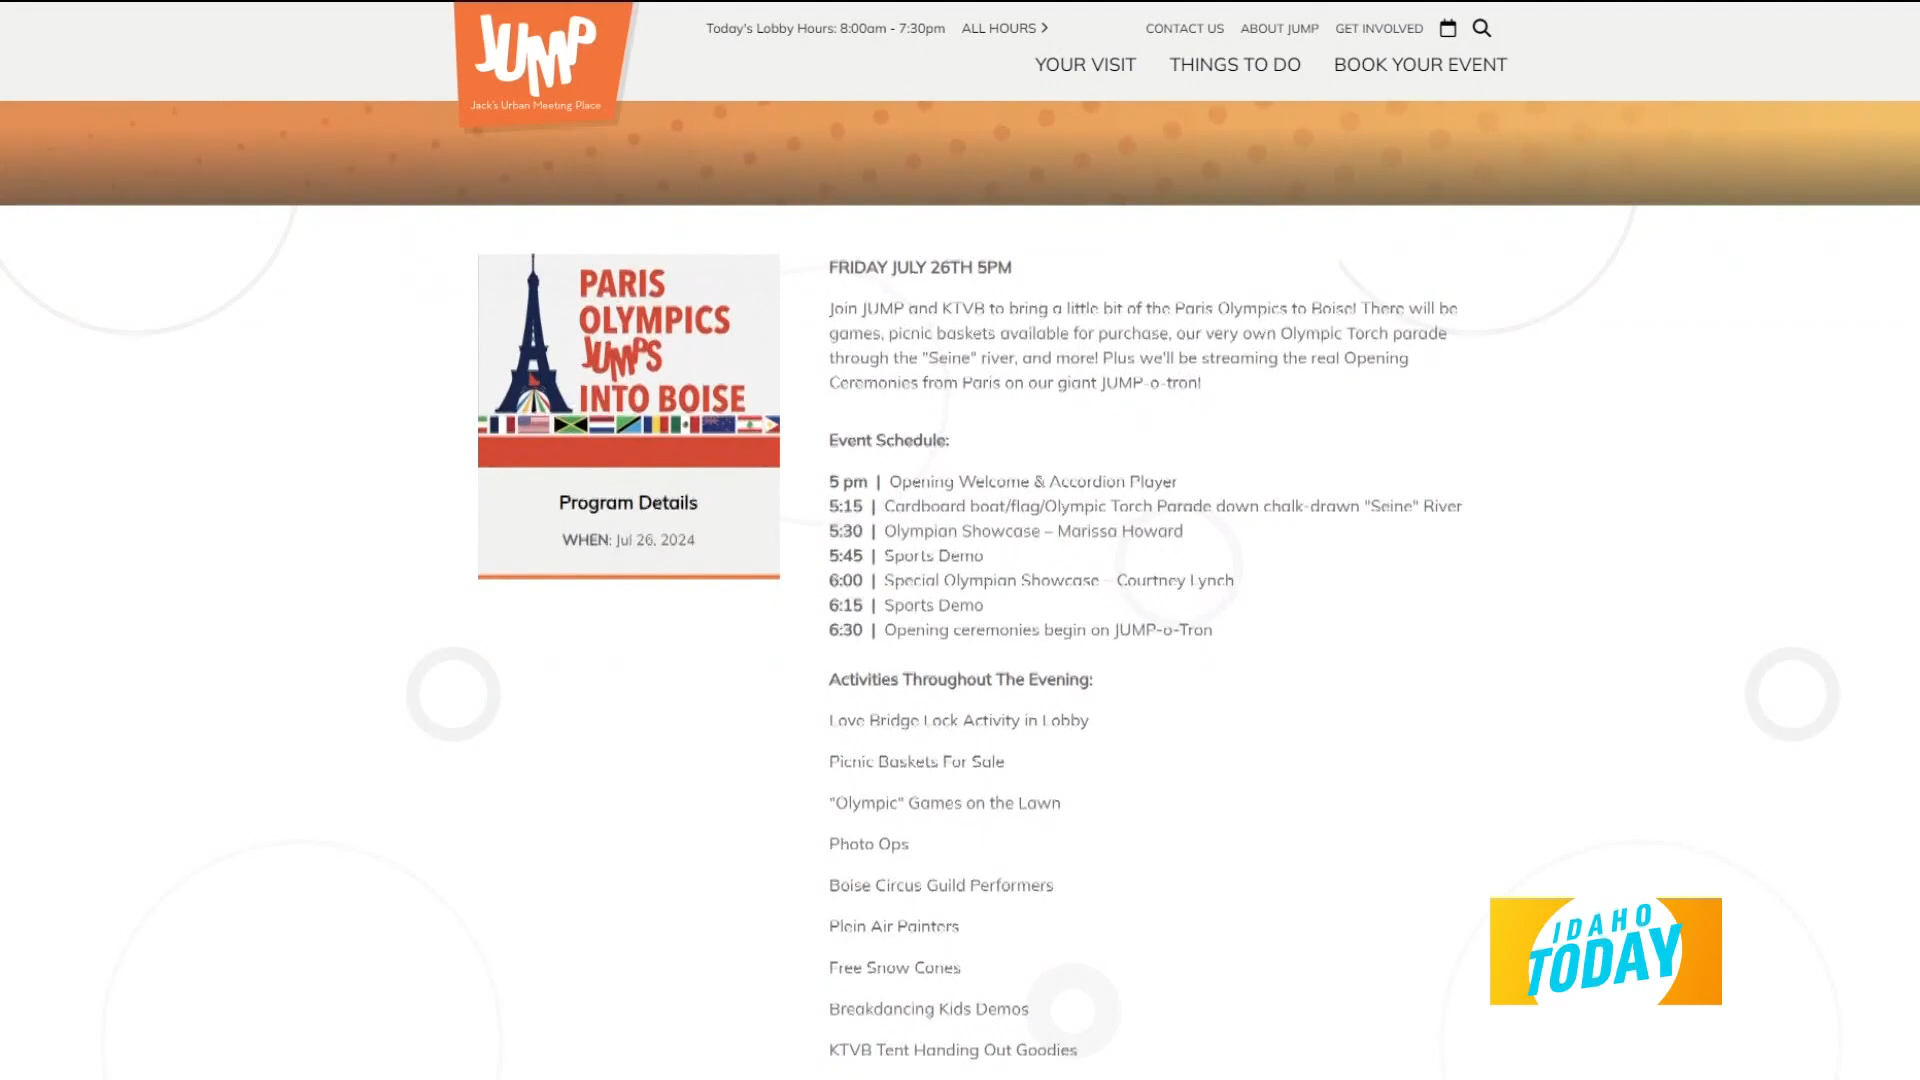 JUMP
Jack's Urban Meeting Place
Today's Lobby Hours: 8:00am - 7:30pm
ALL HOURS
CONTACT US
ABOUT JUMP
GET INVOLVED
YOUR VISIT
THINGS TO DO
BOOK YOUR EVENT
PARIS
OLYMPICS
JUMPS
INTO BOISE
Program Details
WHEN: Jul 26, 2024
FRIDAY JULY 26TH 5PM
Join JUMP and KTVB to bring a little bit of the Paris Olympics to Boise! There will be
games, picnic baskets available for purchase, our very own Olympic Torch parade
through the "Seine" river, and more! Plus we'll be streaming the real Opening
Ceremonies from Paris on our giant JUMP-o-tron!
Event Schedule:
5 pm | Opening Welcome & Accordion Player
5:15 | Cardboard boat/flag/Olympic Torch Parade down chalk-drawn "Seine" River
5:30 | Olympian Showcase – Marissa Howard
5:45 | Sports Demo
6:00 | Special Olympian Showcase - Courtney Lynch
6:15 | Sports Demo
6:30 | Opening ceremonies begin on JUMP-o-Tron
Activities Throughout The Evening:
Love Bridge Lock Activity in Lobby
Picnic Baskets For Sale
"Olympic" Games on the Lawn
Photo Ops
Boise Circus Guild Performers
Plein Air Painters
Free Snow Cones
Breakdancing Kids Demos
KTVB Tent Handing Out Goodies
IDAHO
TODAY